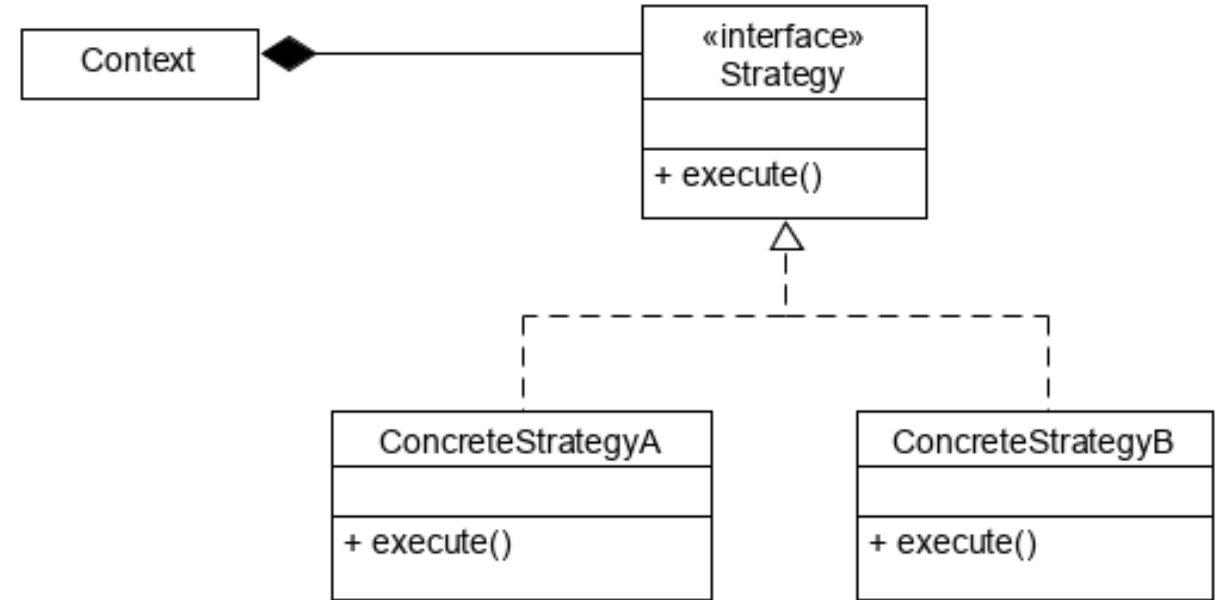 Context
«interface»
Strategy
+ execute()
ConcreteStrategyA
+ execute()
ConcreteStrategyB
+ execute()